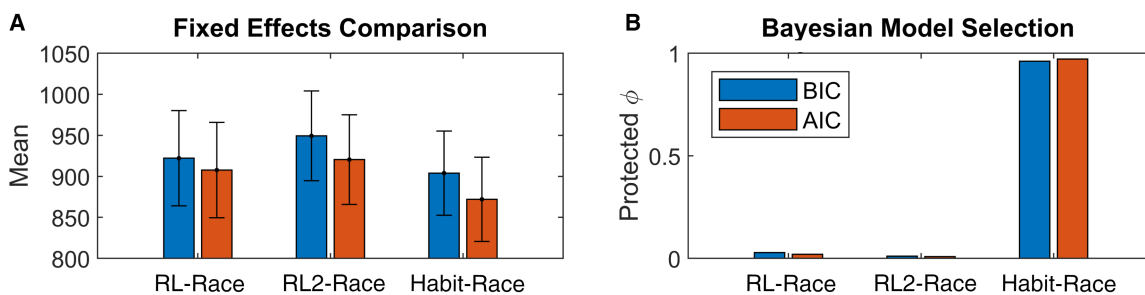 A
Fixed Effects Comparison
Mean
1050
1000
950
900
850
800
RL-Race
RL2-Race
Habit-Race
B
Bayesian Model Selection
Protected ϕ
1
0.5
0
BIC
AIC
RL-Race
RL2-Race
Habit-Race